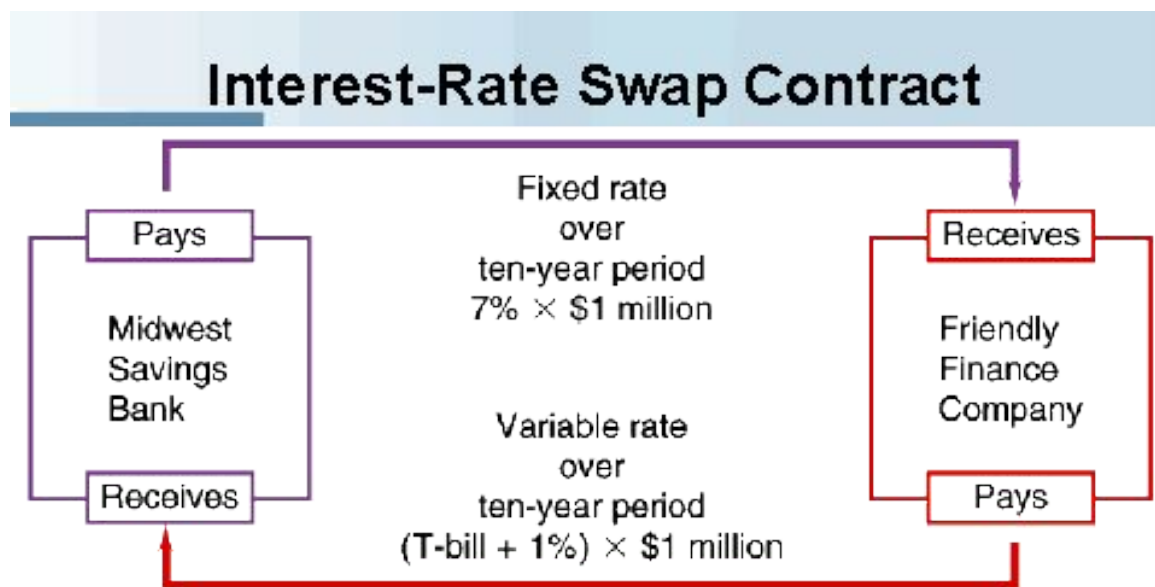 Interest-Rate Swap Contract
Pays
Fixed rate
over
ten-year period
7% × $1 million
Receives
Midwest
Savings
Bank
Friendly
Finance
Company
Receives
Variable rate
over
ten-year period
(T-bill + 1%) × $1 million
Pays